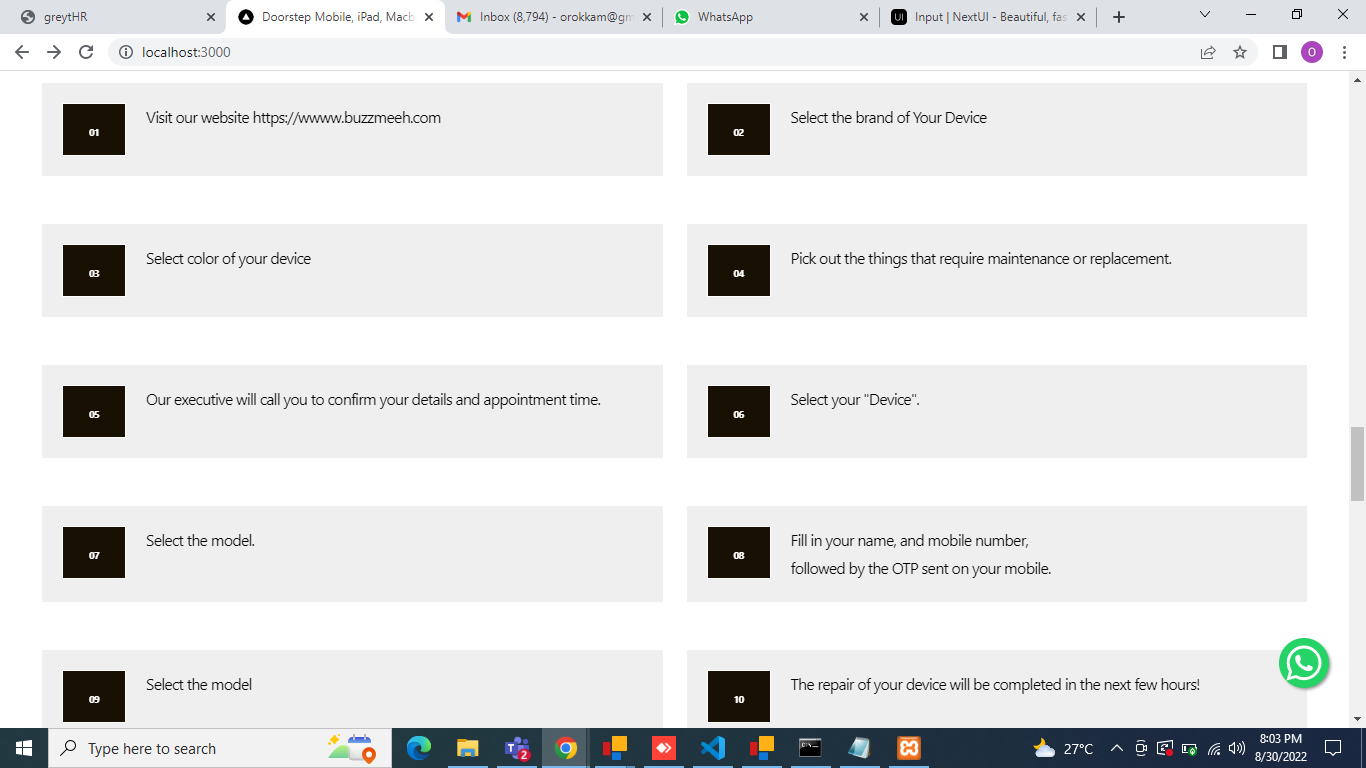 greytHR
Doorstep Mobile, iPad, Macb
Inbox (8,794) - orokkam@gm
WhatsApp
UI
Input | NextUI - Beautiful, fas
localhost:3000
O
01
Visit our website https://wwww.buzzmeeh.com
02
Select the brand of Your Device
03
Select color of your device
04
Pick out the things that require maintenance or replacement.
05
Our executive will call you to confirm your details and appointment time.
06
Select your "Device".
07
Select the model.
08
Fill in your name, and mobile number,
followed by the OTP sent on your mobile.
09
Select the model
10
The repair of your device will be completed in the next few hours!
Type here to search
2
27°C
8:03 PM
8/30/2022